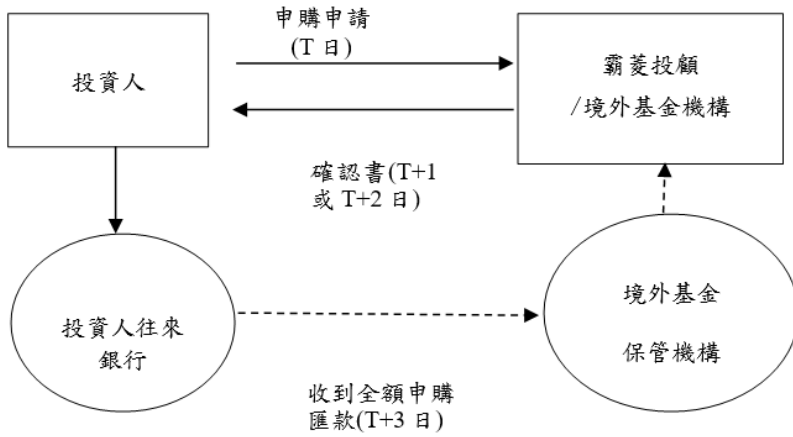 申購申請
(T 日)
投資人
霸菱投顧
/境外基金機構
確認書(T+1
或 T+2 日)
投資人往來
銀行
境外基金
保管機構
收到全額申購
匯款(T+3 日)